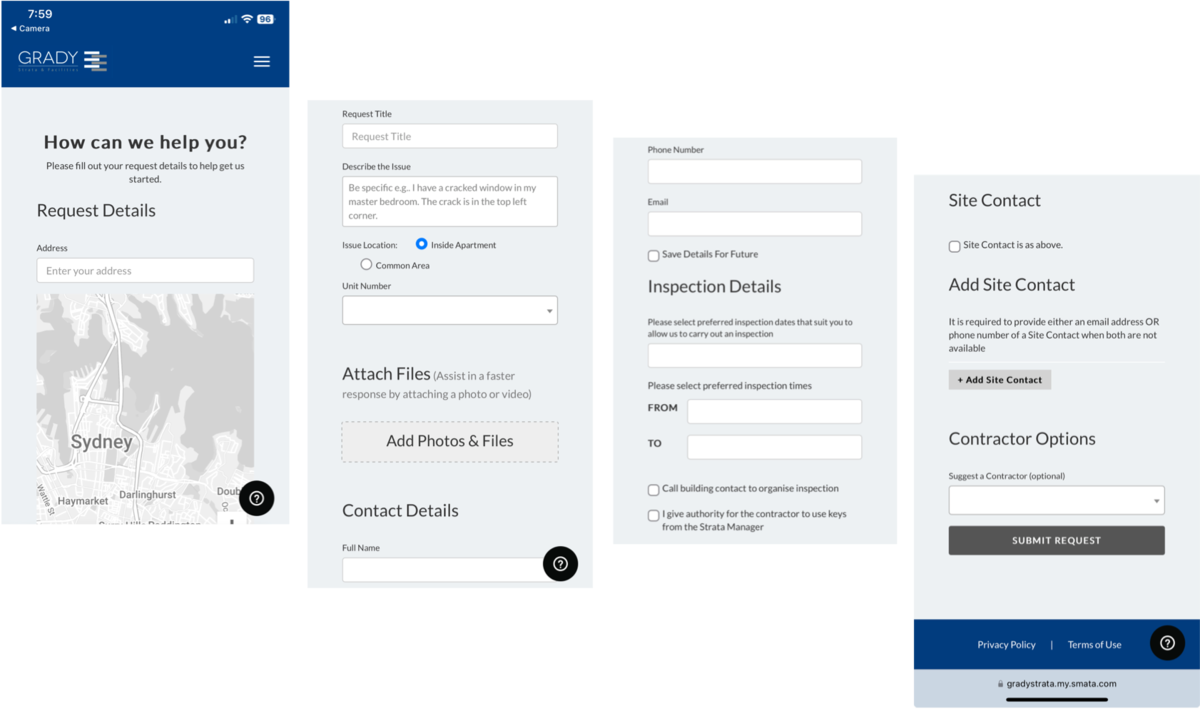 7:59
96
◄ Camera
GRADY
Strata & Facilities
How can we help you?
Please fill out your request details to help get us
started.
Request Details
Address
Enter your address
Sydney
Wattle St
Haymarket
Darlinghurst
Request Title
Request Title
Describe the Issue
Be specific e.g.. I have a cracked window in my
master bedroom. The crack is in the top left
corner.
Issue Location:
Inside Apartment
Common Area
Unit Number
Attach Files (Assist in a faster
response by attaching a photo or video)
Add Photos & Files
Contact Details
Full Name
Phone Number
Email
Save Details For Future
Inspection Details
Please select preferred inspection dates that suit you to
allow us to carry out an inspection
Please select preferred inspection times
FROM
TO
Call building contact to organise inspection
I give authority for the contractor to use keys
from the Strata Manager
Site Contact
Site Contact is as above.
Add Site Contact
It is required to provide either an email address OR
phone number of a Site Contact when both are not
available
+ Add Site Contact
Contractor Options
Suggest a Contractor (optional)
SUBMIT REQUEST
Privacy Policy | Terms of Use
gradystrata.my.smata.com